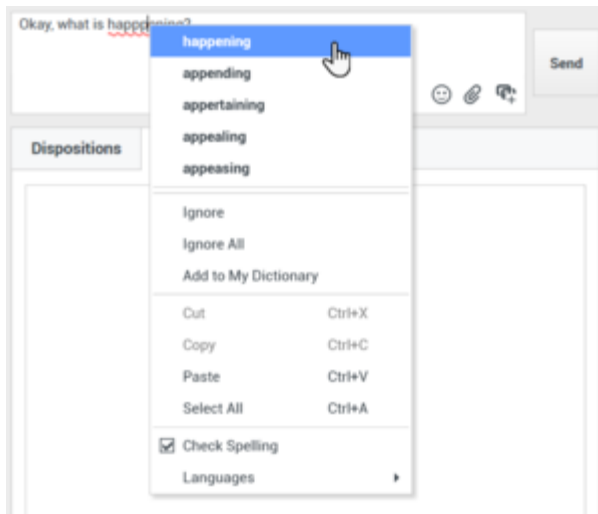 Okay, what is happpening?
happening
Send
appending
appertaining
Dispositions
appealing
appeasing
Ignore
Ignore All
Add to My Dictionary
Cut Ctrl+X
Copy Ctrl+C
Paste Ctrl+V
Select All Ctrl+A
Check Spelling
Languages